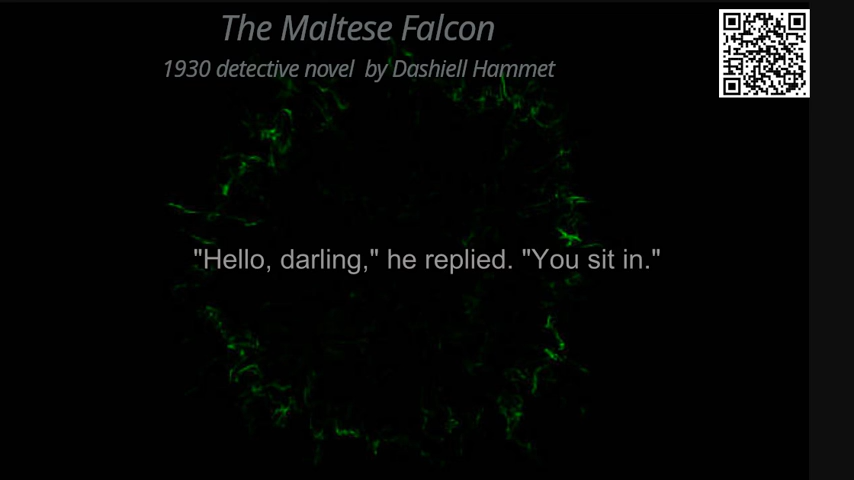 The Maltese Falcon
1930 detective novel  by Dashiell Hammet
"Hello, darling," he replied. "You sit in."